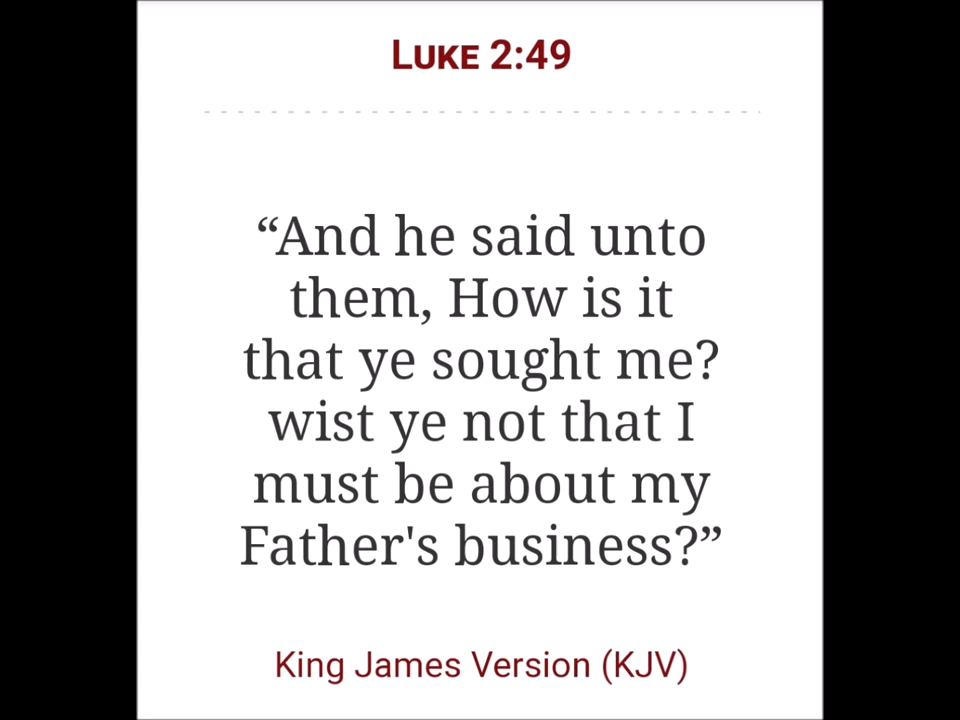 LUKE 2:49
“And he said unto
them, How is it
that ye sought me?
wist ye not that I
must be about my
Father's business?”
King James Version (KJV)